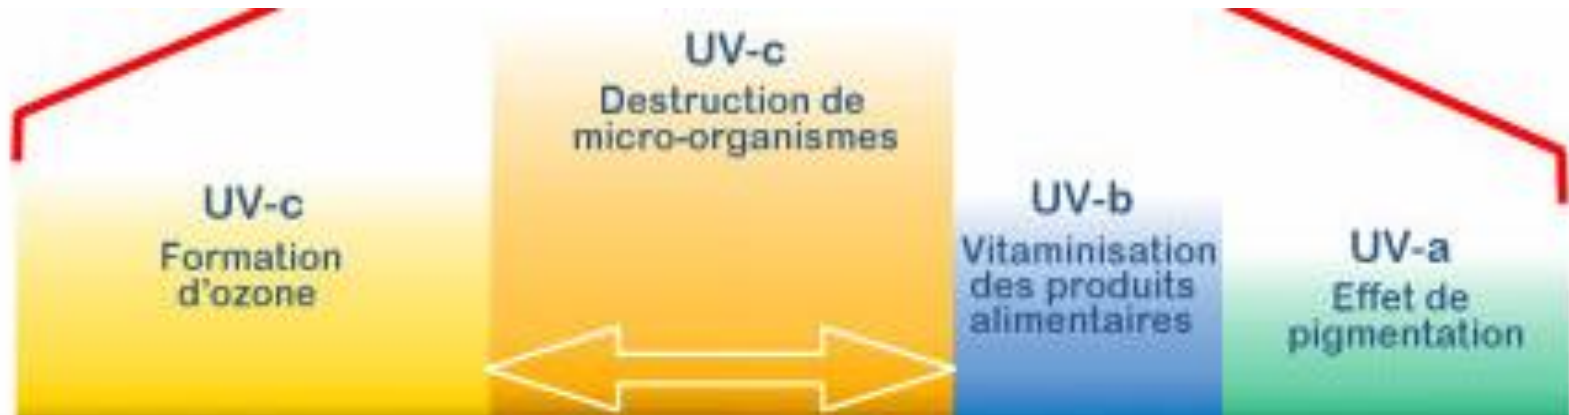 UV-c
Destruction de
micro-organismes
UV-c
Formation
d'ozone
UV-b
Vitaminisation
des produits
alimentaires
UV-a
Effet de
pigmentation